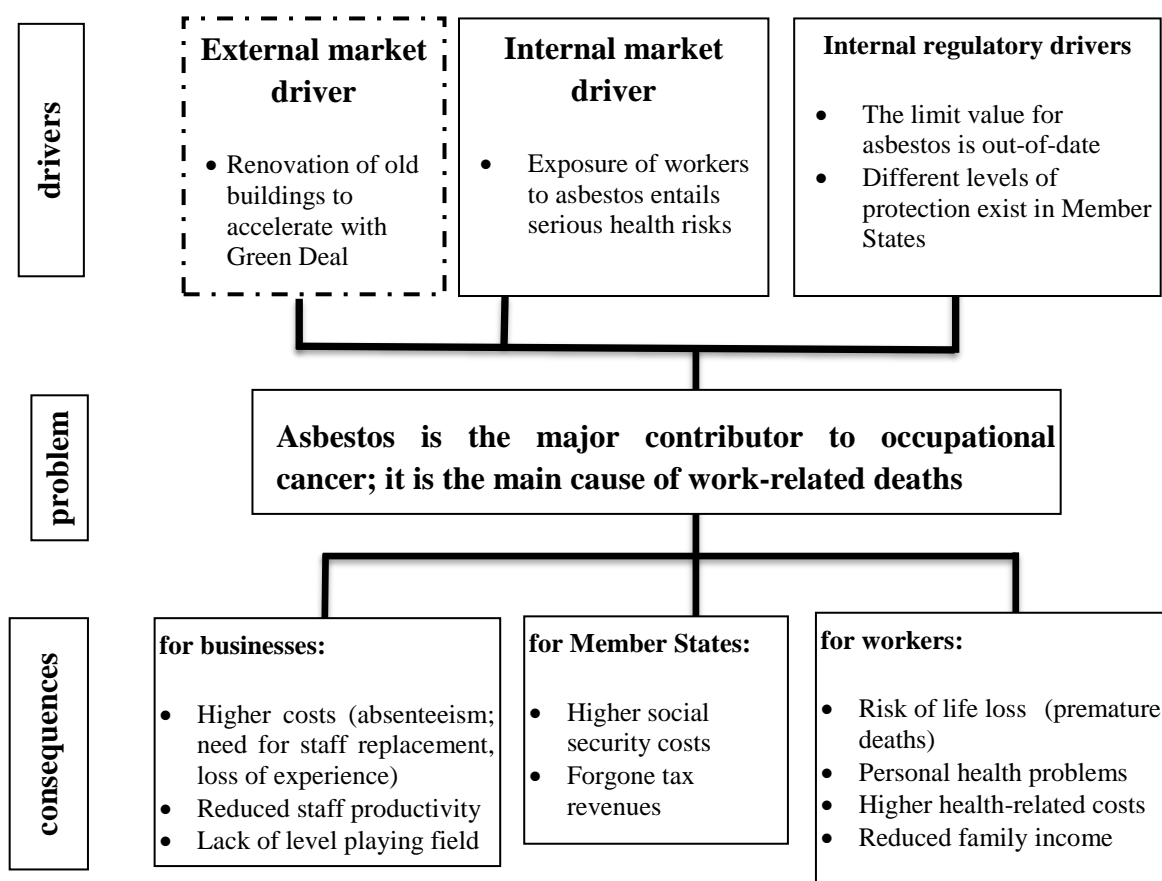 drivers
External market
driver
• Renovation of old
buildings to
accelerate with
Green Deal
Internal market
driver
• Exposure of workers
to asbestos entails
serious health risks
Internal regulatory drivers
• The limit value for
asbestos is out-of-date
• Different levels of
protection exist in Member
States
problem
Asbestos is the major contributor to occupational
cancer; it is the main cause of work-related deaths
consequences
for businesses:
• Higher costs (absenteeism;
need for staff replacement,
loss of experience)
• Reduced staff productivity
• Lack of level playing field
for Member States:
• Higher social
security costs
• Forgone tax
revenues
for workers:
• Risk of life loss (premature
deaths)
• Personal health problems
• Higher health-related costs
• Reduced family income